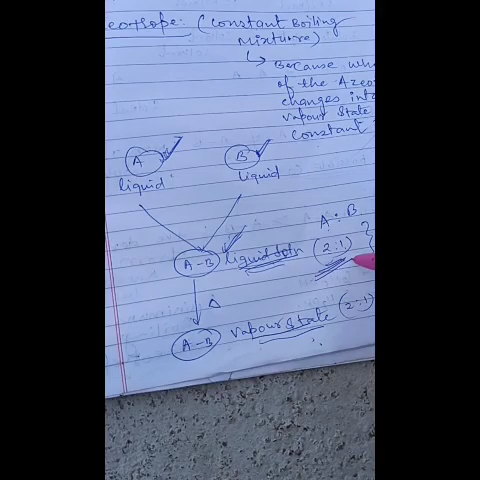 eotrope: (Constant Boiling
Mixture)
Because whe
of the Azeo
changes int
vapour state
constant
A
B
liquid
liquid
A : B
A-B liquid soln (2:1)
Δ
A-B vapour state (2:1)